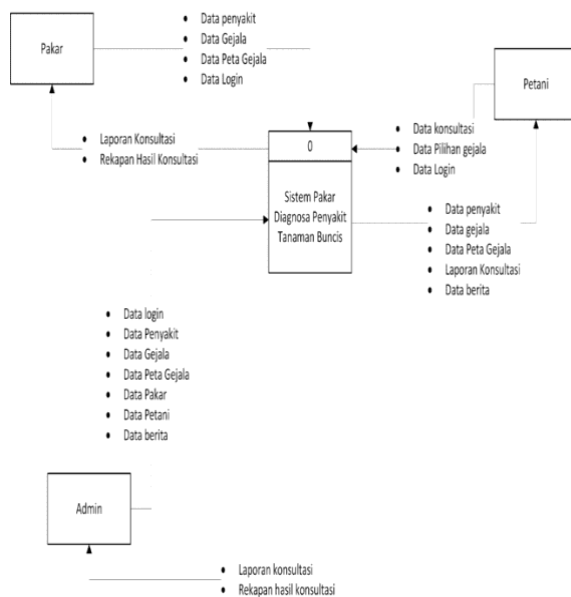 Pakar
• Data penyakit
• Data Gejala
• Data Peta Gejala
• Data Login
Petani
• Laporan Konsultasi
• Rekapan Hasil Konsultasi
0
Sistem Pakar
Diagnosa Penyakit
Tanaman Buncis
• Data konsultasi
• Data Pilihan gejala
• Data Login
• Data penyakit
• Data gejala
• Data Peta Gejala
• Laporan Konsultasi
• Data berita
• Data login
• Data Penyakit
• Data Gejala
• Data Peta Gejala
• Data Pakar
• Data Petani
• Data berita
Admin
• Laporan konsultasi
• Rekapan hasil konsultasi